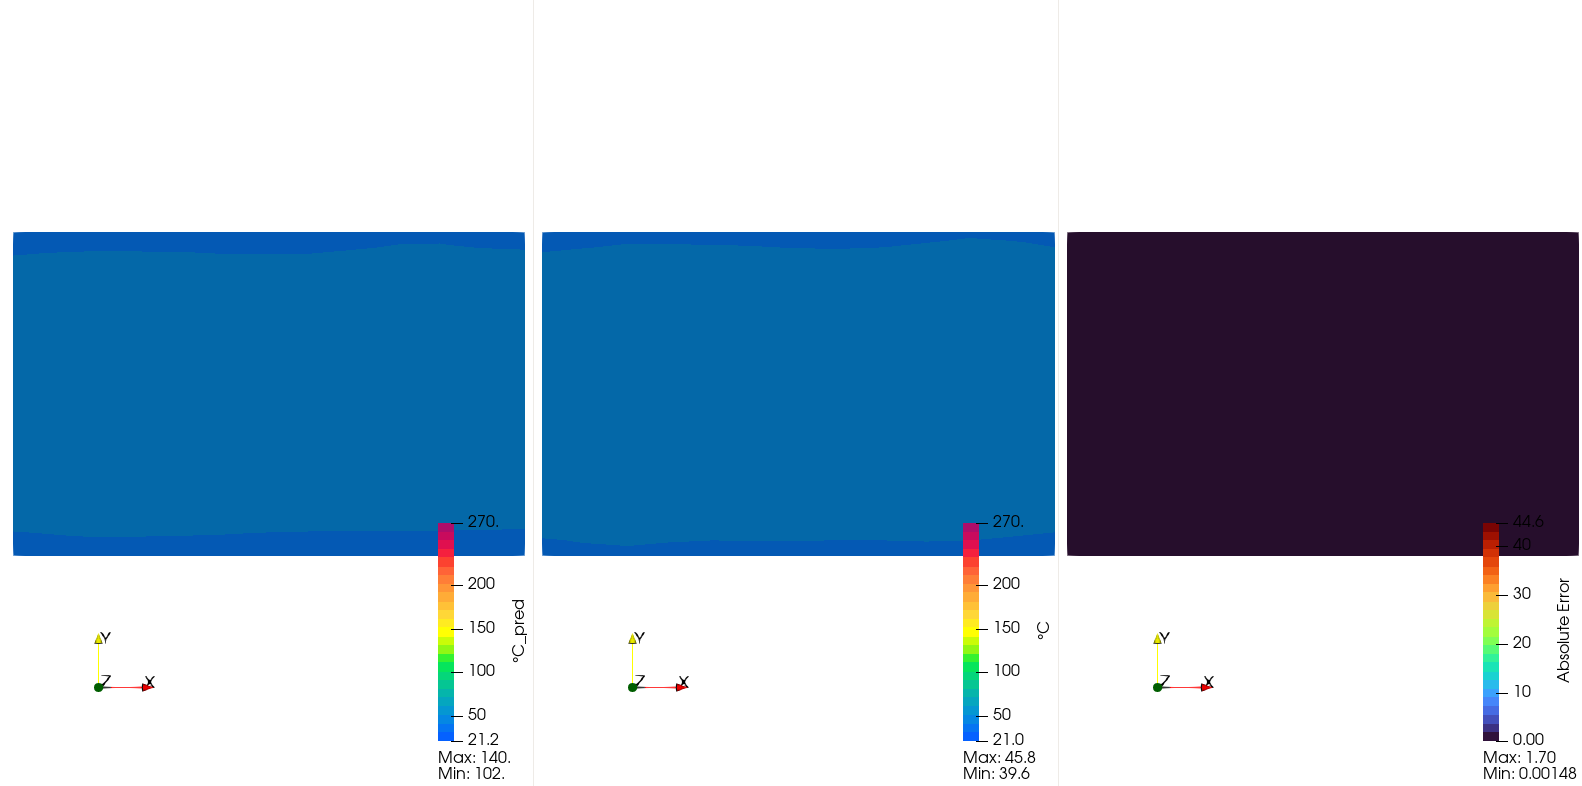 270.
200
150
100
50
21.2
°C_pred
Max: 140.
Min: 102.
Y
Z
X
270.
200
150
100
50
21.0
°C
Max: 45.8
Min: 39.6
Y
Z
X
44.6
40
30
20
10
0.00
Absolute Error
Max: 1.70
Min: 0.00148
Y
Z
X